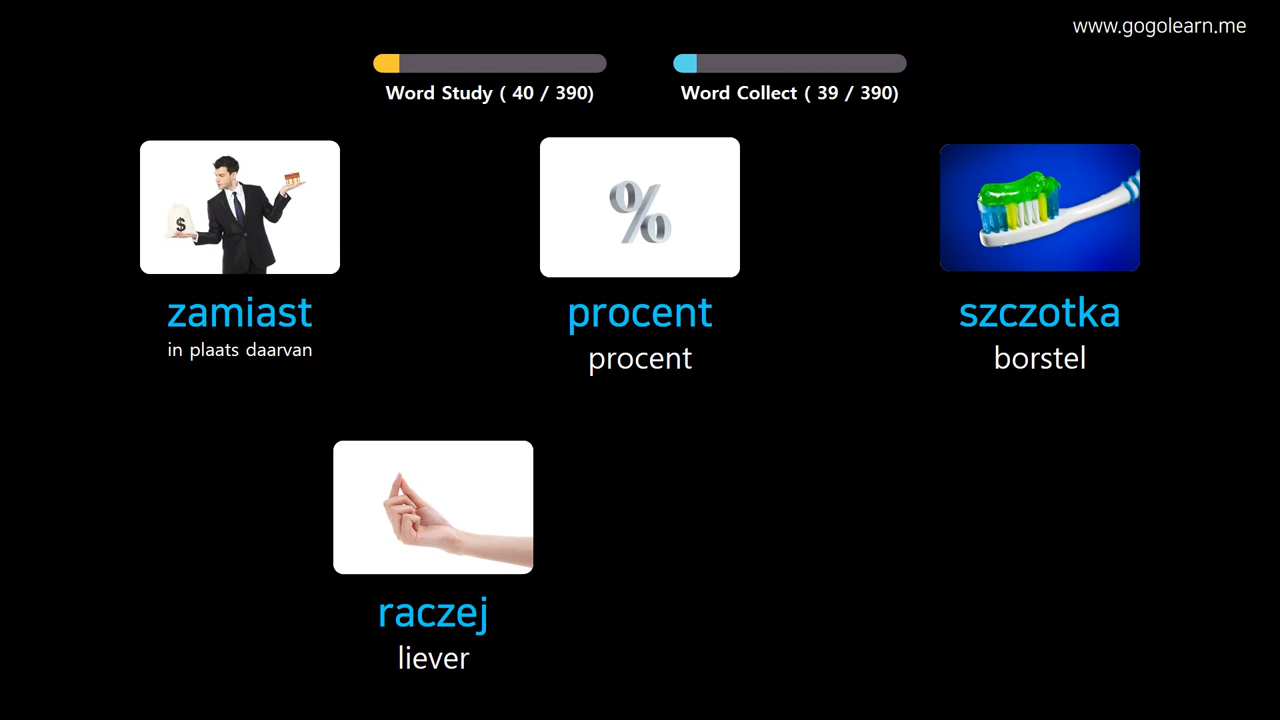 www.gogolearn.me
Word Study ( 40 / 390)
Word Collect ( 39 / 390)
$
%
zamiast
in plaats daarvan
procent
procent
szczotka
borstel
raczej
liever